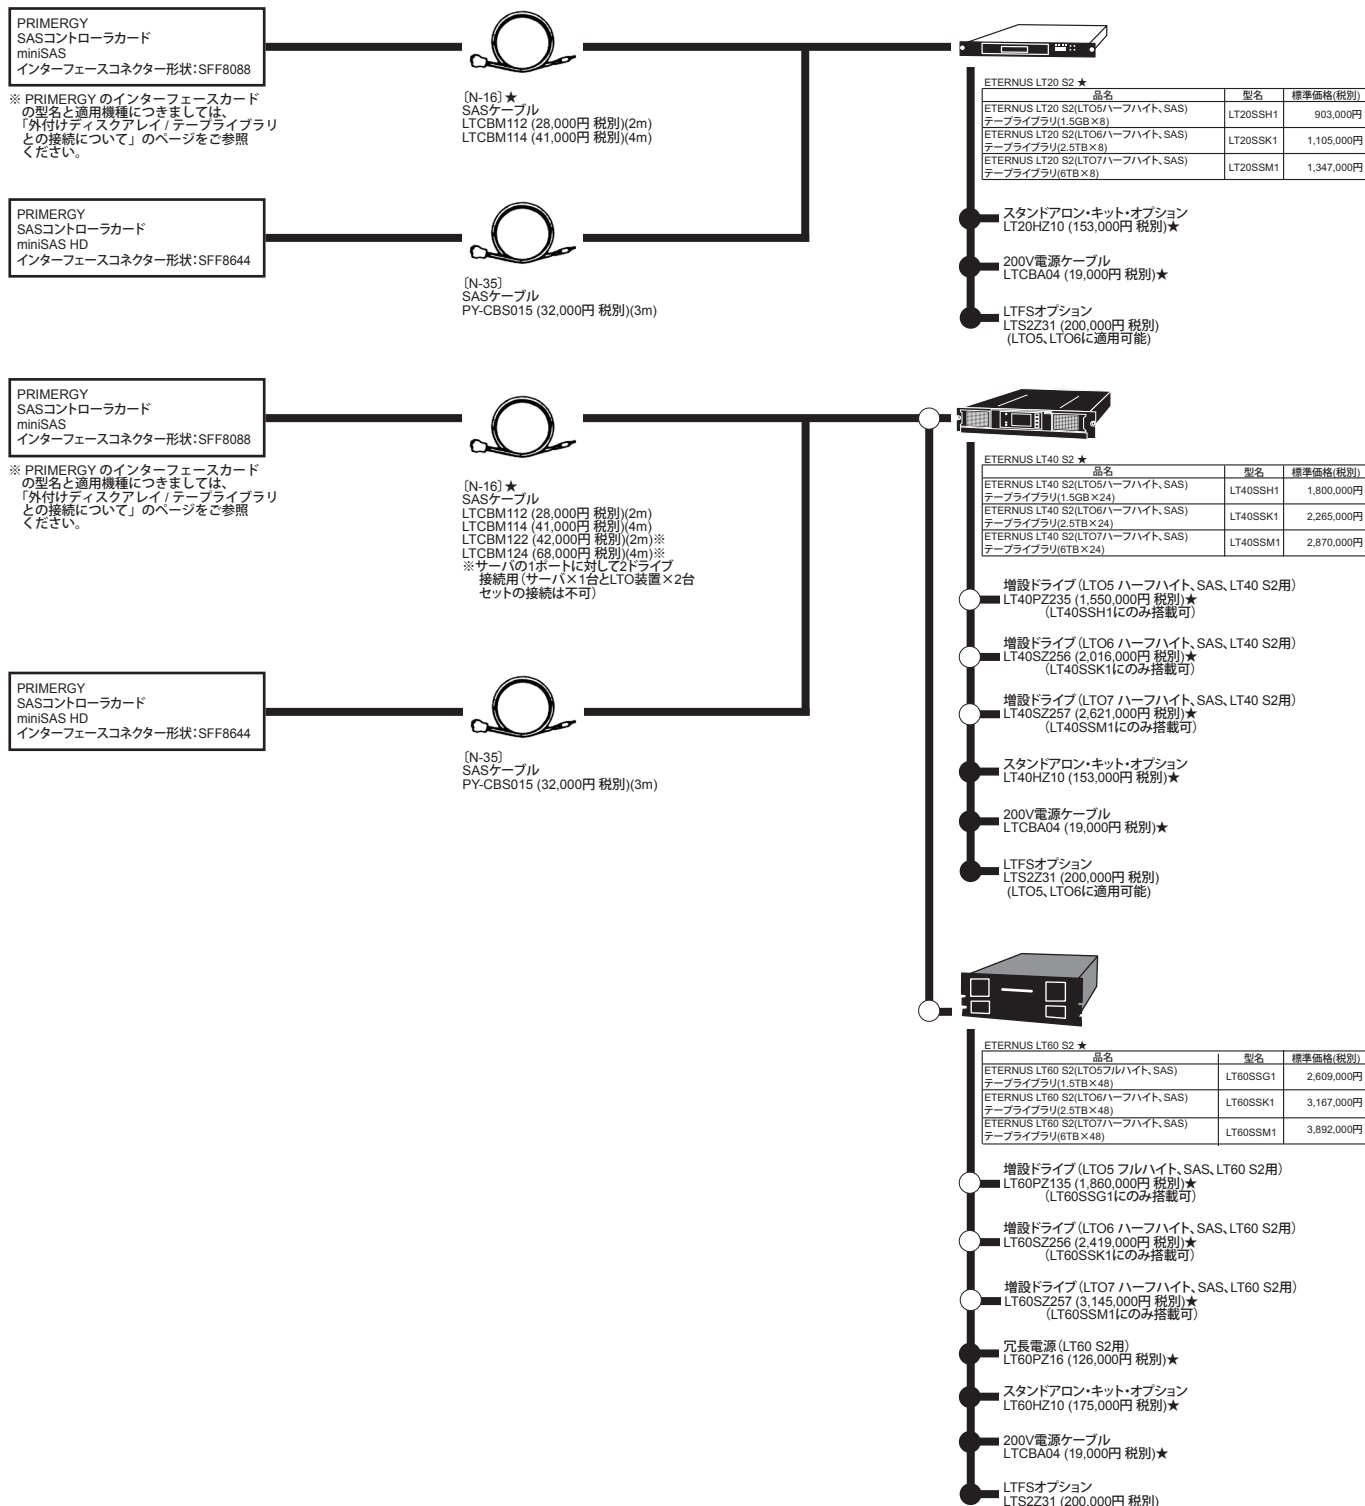 PRIMERGY
SASコントローラカード
miniSAS
インターフェースコネクター形状：SFF8088
※ PRIMERGY のインターフェースカード
の型名と適用機種につきましては、
「外付けディスクアレイ / テープライブラリ
との接続について」のページをご参照
ください。
〔N-16〕★
SASケーブル
LTCBM112 (28,000円 税別)(2m)
LTCBM114 (41,000円 税別)(4m)
PRIMERGY
SASコントローラカード
miniSAS HD
インターフェースコネクター形状：SFF8644
〔N-35〕
SASケーブル
PY-CBS015 (32,000円 税別)(3m)
ETERNUS LT20 S2 ★
品名 型名 標準価格(税別)
ETERNUS LT20 S2(LTO5ハーフハイト、SAS)
テープライブラリ(1.5GB×8) LT20SSH1 903,000円
ETERNUS LT20 S2(LTO6ハーフハイト、SAS)
テープライブラリ(2.5TB×8) LT20SSK1 1,105,000円
ETERNUS LT20 S2(LTO7ハーフハイト、SAS)
テープライブラリ(6TB×8) LT20SSM1 1,347,000円
スタンドアロン・キット・オプション
LT20HZ10 (153,000円 税別)★
200V電源ケーブル
LTCBA04 (19,000円 税別)★
LTFSオプション
LTS2Z31 (200,000円 税別)
(LTO5、LTO6に適用可能)
PRIMERGY
SASコントローラカード
miniSAS
インターフェースコネクター形状：SFF8088
※ PRIMERGY のインターフェースカード
の型名と適用機種につきましては、
「外付けディスクアレイ / テープライブラリ
との接続について」のページをご参照
ください。
〔N-16〕★
SASケーブル
LTCBM112 (28,000円 税別)(2m)
LTCBM114 (41,000円 税別)(4m)
LTCBM122 (42,000円 税別)(2m)※
LTCBM124 (68,000円 税別)(4m)※
※サーバの1ポートに対して2ドライブ
接続用（サーバ×1台とLTO装置×2台
セットの接続は不可）
PRIMERGY
SASコントローラカード
miniSAS HD
インターフェースコネクター形状：SFF8644
〔N-35〕
SASケーブル
PY-CBS015 (32,000円 税別)(3m)
ETERNUS LT40 S2 ★
品名 型名 標準価格(税別)
ETERNUS LT40 S2(LTO5ハーフハイト、SAS)
テープライブラリ(1.5GB×24) LT40SSH1 1,800,000円
ETERNUS LT40 S2(LTO6ハーフハイト、SAS)
テープライブラリ(2.5TB×24) LT40SSK1 2,265,000円
ETERNUS LT40 S2(LTO7ハーフハイト、SAS)
テープライブラリ(6TB×24) LT40SSM1 2,870,000円
増設ドライブ（LTO5 ハーフハイト、SAS、LT40 S2用）
LT40PZ235 (1,550,000円 税別)★
（LT40SSH1にのみ搭載可）
増設ドライブ（LTO6 ハーフハイト、SAS、LT40 S2用）
LT40SZ256 (2,016,000円 税別)★
（LT40SSK1にのみ搭載可）
増設ドライブ（LTO7 ハーフハイト、SAS、LT40 S2用）
LT40SZ257 (2,621,000円 税別)★
（LT40SSM1にのみ搭載可）
スタンドアロン・キット・オプション
LT40HZ10 (153,000円 税別)★
200V電源ケーブル
LTCBA04 (19,000円 税別)★
LTFSオプション
LTS2Z31 (200,000円 税別)
(LTO5、LTO6に適用可能)
ETERNUS LT60 S2 ★
品名 型名 標準価格(税別)
ETERNUS LT60 S2(LTO5フルハイト、SAS)
テープライブラリ(1.5TB×48) LT60SSG1 2,609,000円
ETERNUS LT60 S2(LTO6ハーフハイト、SAS)
テープライブラリ(2.5TB×48) LT60SSK1 3,167,000円
ETERNUS LT60 S2(LTO7ハーフハイト、SAS)
テープライブラリ(6TB×48) LT60SSM1 3,892,000円
増設ドライブ（LTO5 フルハイト、SAS、LT60 S2用）
LT60PZ135 (1,860,000円 税別)★
（LT60SSG1にのみ搭載可）
増設ドライブ（LTO6 ハーフハイト、SAS、LT60 S2用）
LT60SZ256 (2,419,000円 税別)★
（LT60SSK1にのみ搭載可）
増設ドライブ（LTO7 ハーフハイト、SAS、LT60 S2用）
LT60SZ257 (3,145,000円 税別)★
（LT60SSM1にのみ搭載可）
冗長電源（LT60 S2用）
LT60PZ16 (126,000円 税別)★
スタンドアロン・キット・オプション
LT60HZ10 (175,000円 税別)★
200V電源ケーブル
LTCBA04 (19,000円 税別)★
LTFSオプション
LTS2Z31 (200,000円 税別)